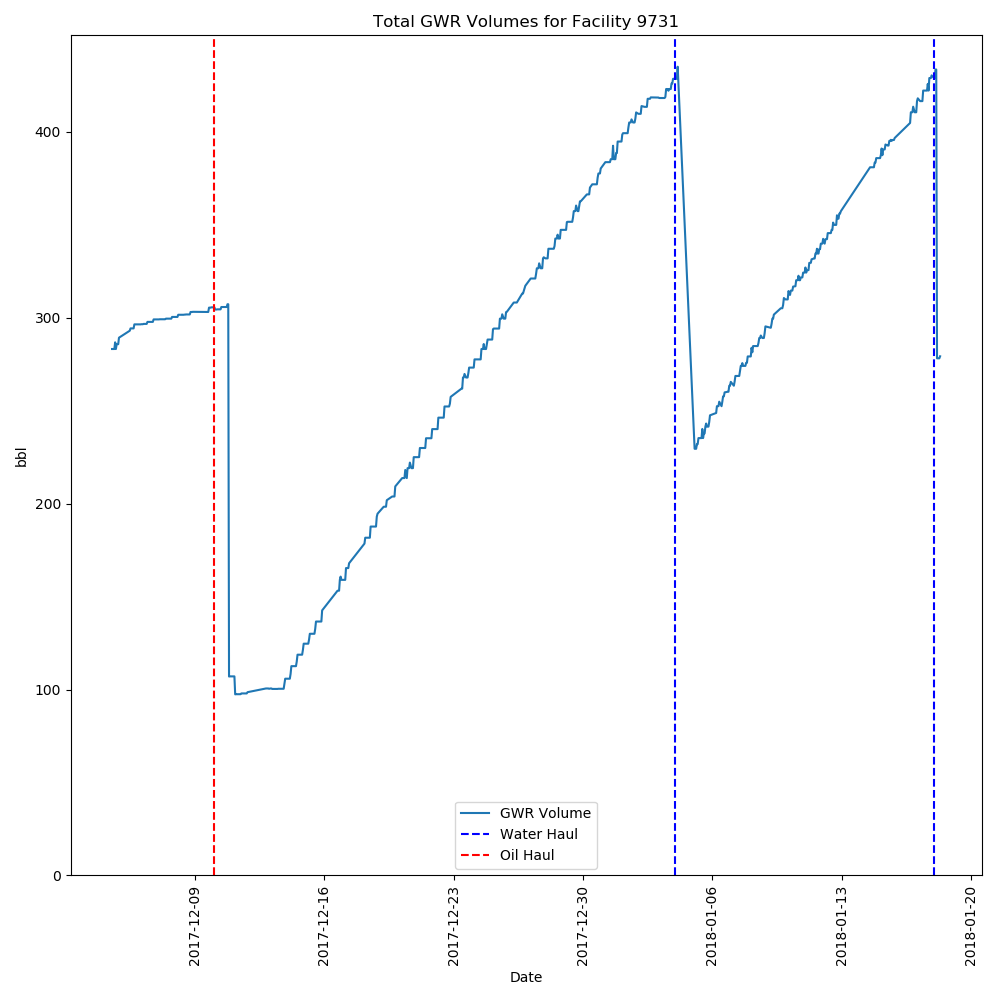 Total GWR Volumes for Facility 9731
bbl
400
300
200
100
0
GWR Volume
Water Haul
Oil Haul
2017-12-09
2017-12-16
2017-12-23
2017-12-30
2018-01-06
2018-01-13
2018-01-20
Date